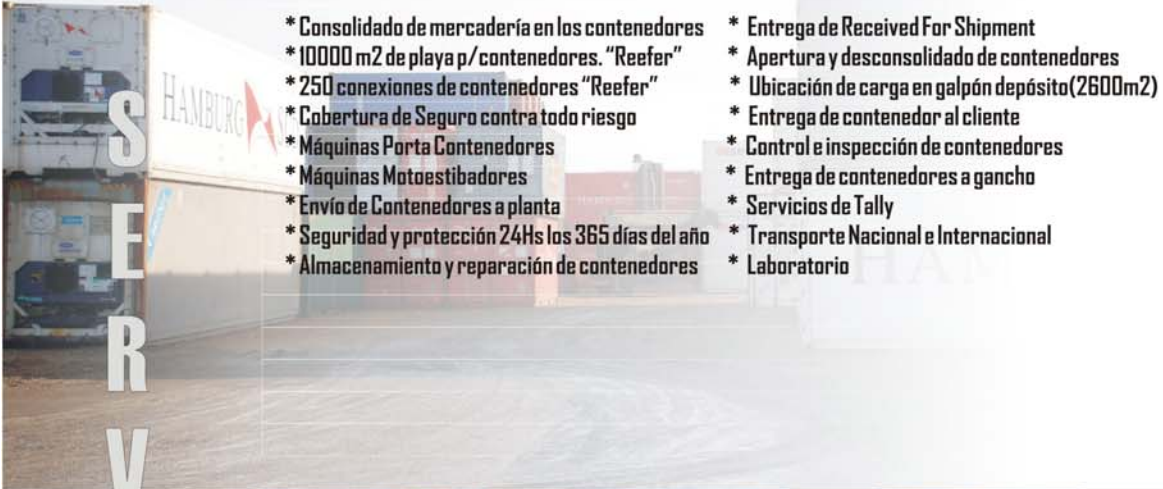 * Consolidado de mercadería en los contenedores
* 10000 m2 de playa p/contenedores. "Reefer"
* 250 conexiones de contenedores "Reefer"
* Cobertura de Seguro contra todo riesgo
* Máquinas Porta Contenedores
* Máquinas Motoestibadores
* Envío de Contenedores a planta
* Seguridad y protección 24Hs los 365 días del año
* Almacenamiento y reparación de contenedores
* Entrega de Received For Shipment
* Apertura y desconsolidado de contenedores
* Ubicación de carga en galpón depósito(2600m2)
* Entrega de contenedor al cliente
* Control e inspección de contenedores
* Entrega de contenedores a gancho
* Servicios de Tally
* Transporte Nacional e Internacional
* Laboratorio
S
E
R
V
HAMBURG
HAM